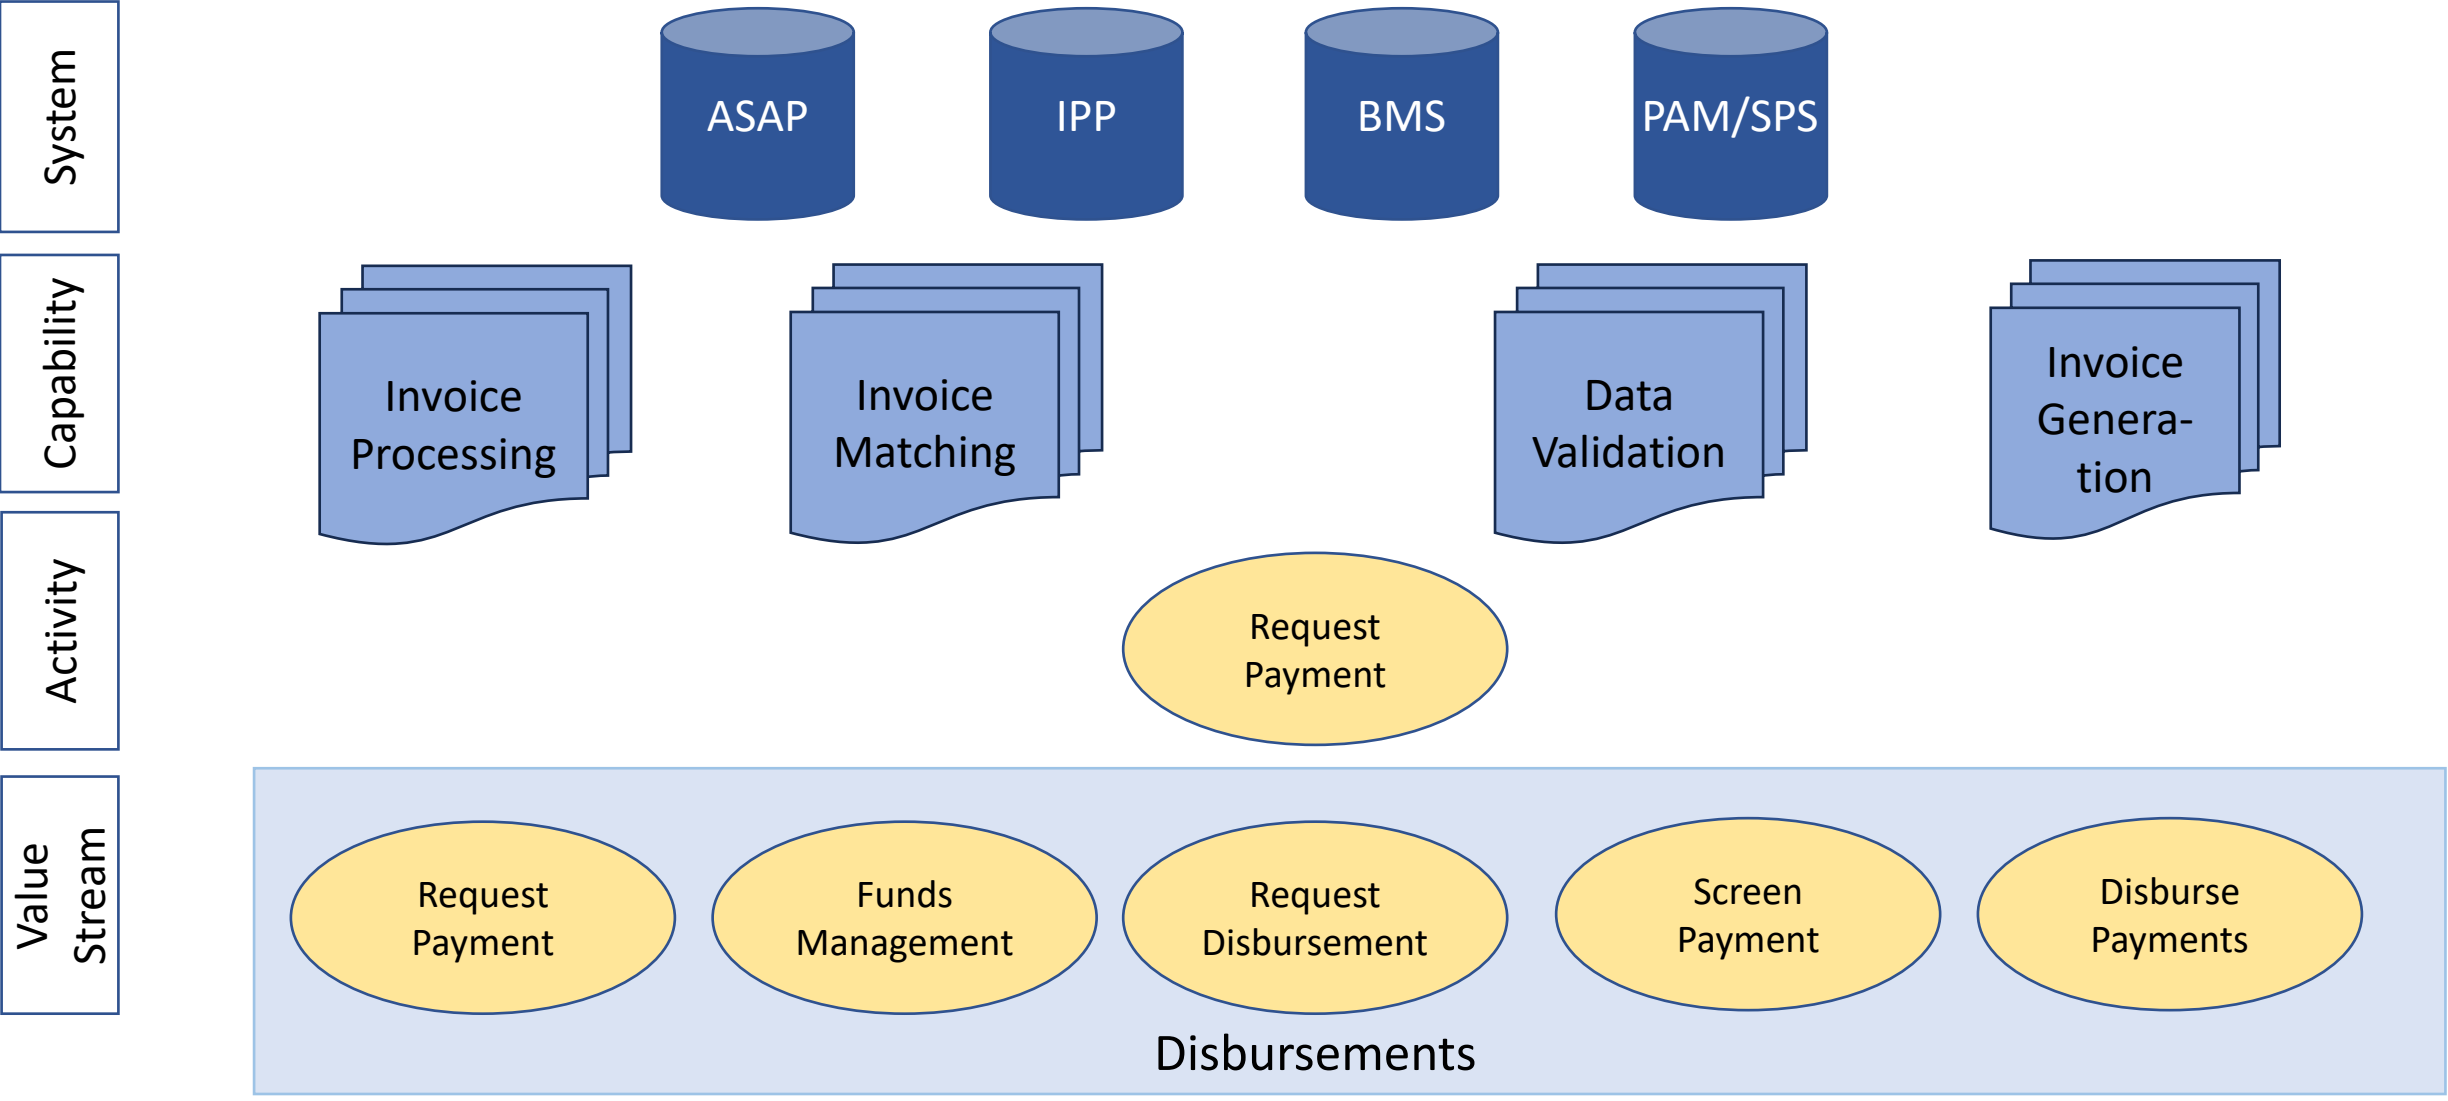 System
ASAP
IPP
BMS
PAM/SPS
Capability
Invoice
Processing
Invoice
Matching
Data
Validation
Invoice
Genera-
tion
Activity
Request
Payment
Value
Stream
Request
Payment
Funds
Management
Request
Disbursement
Screen
Payment
Disburse
Payments
Disbursements